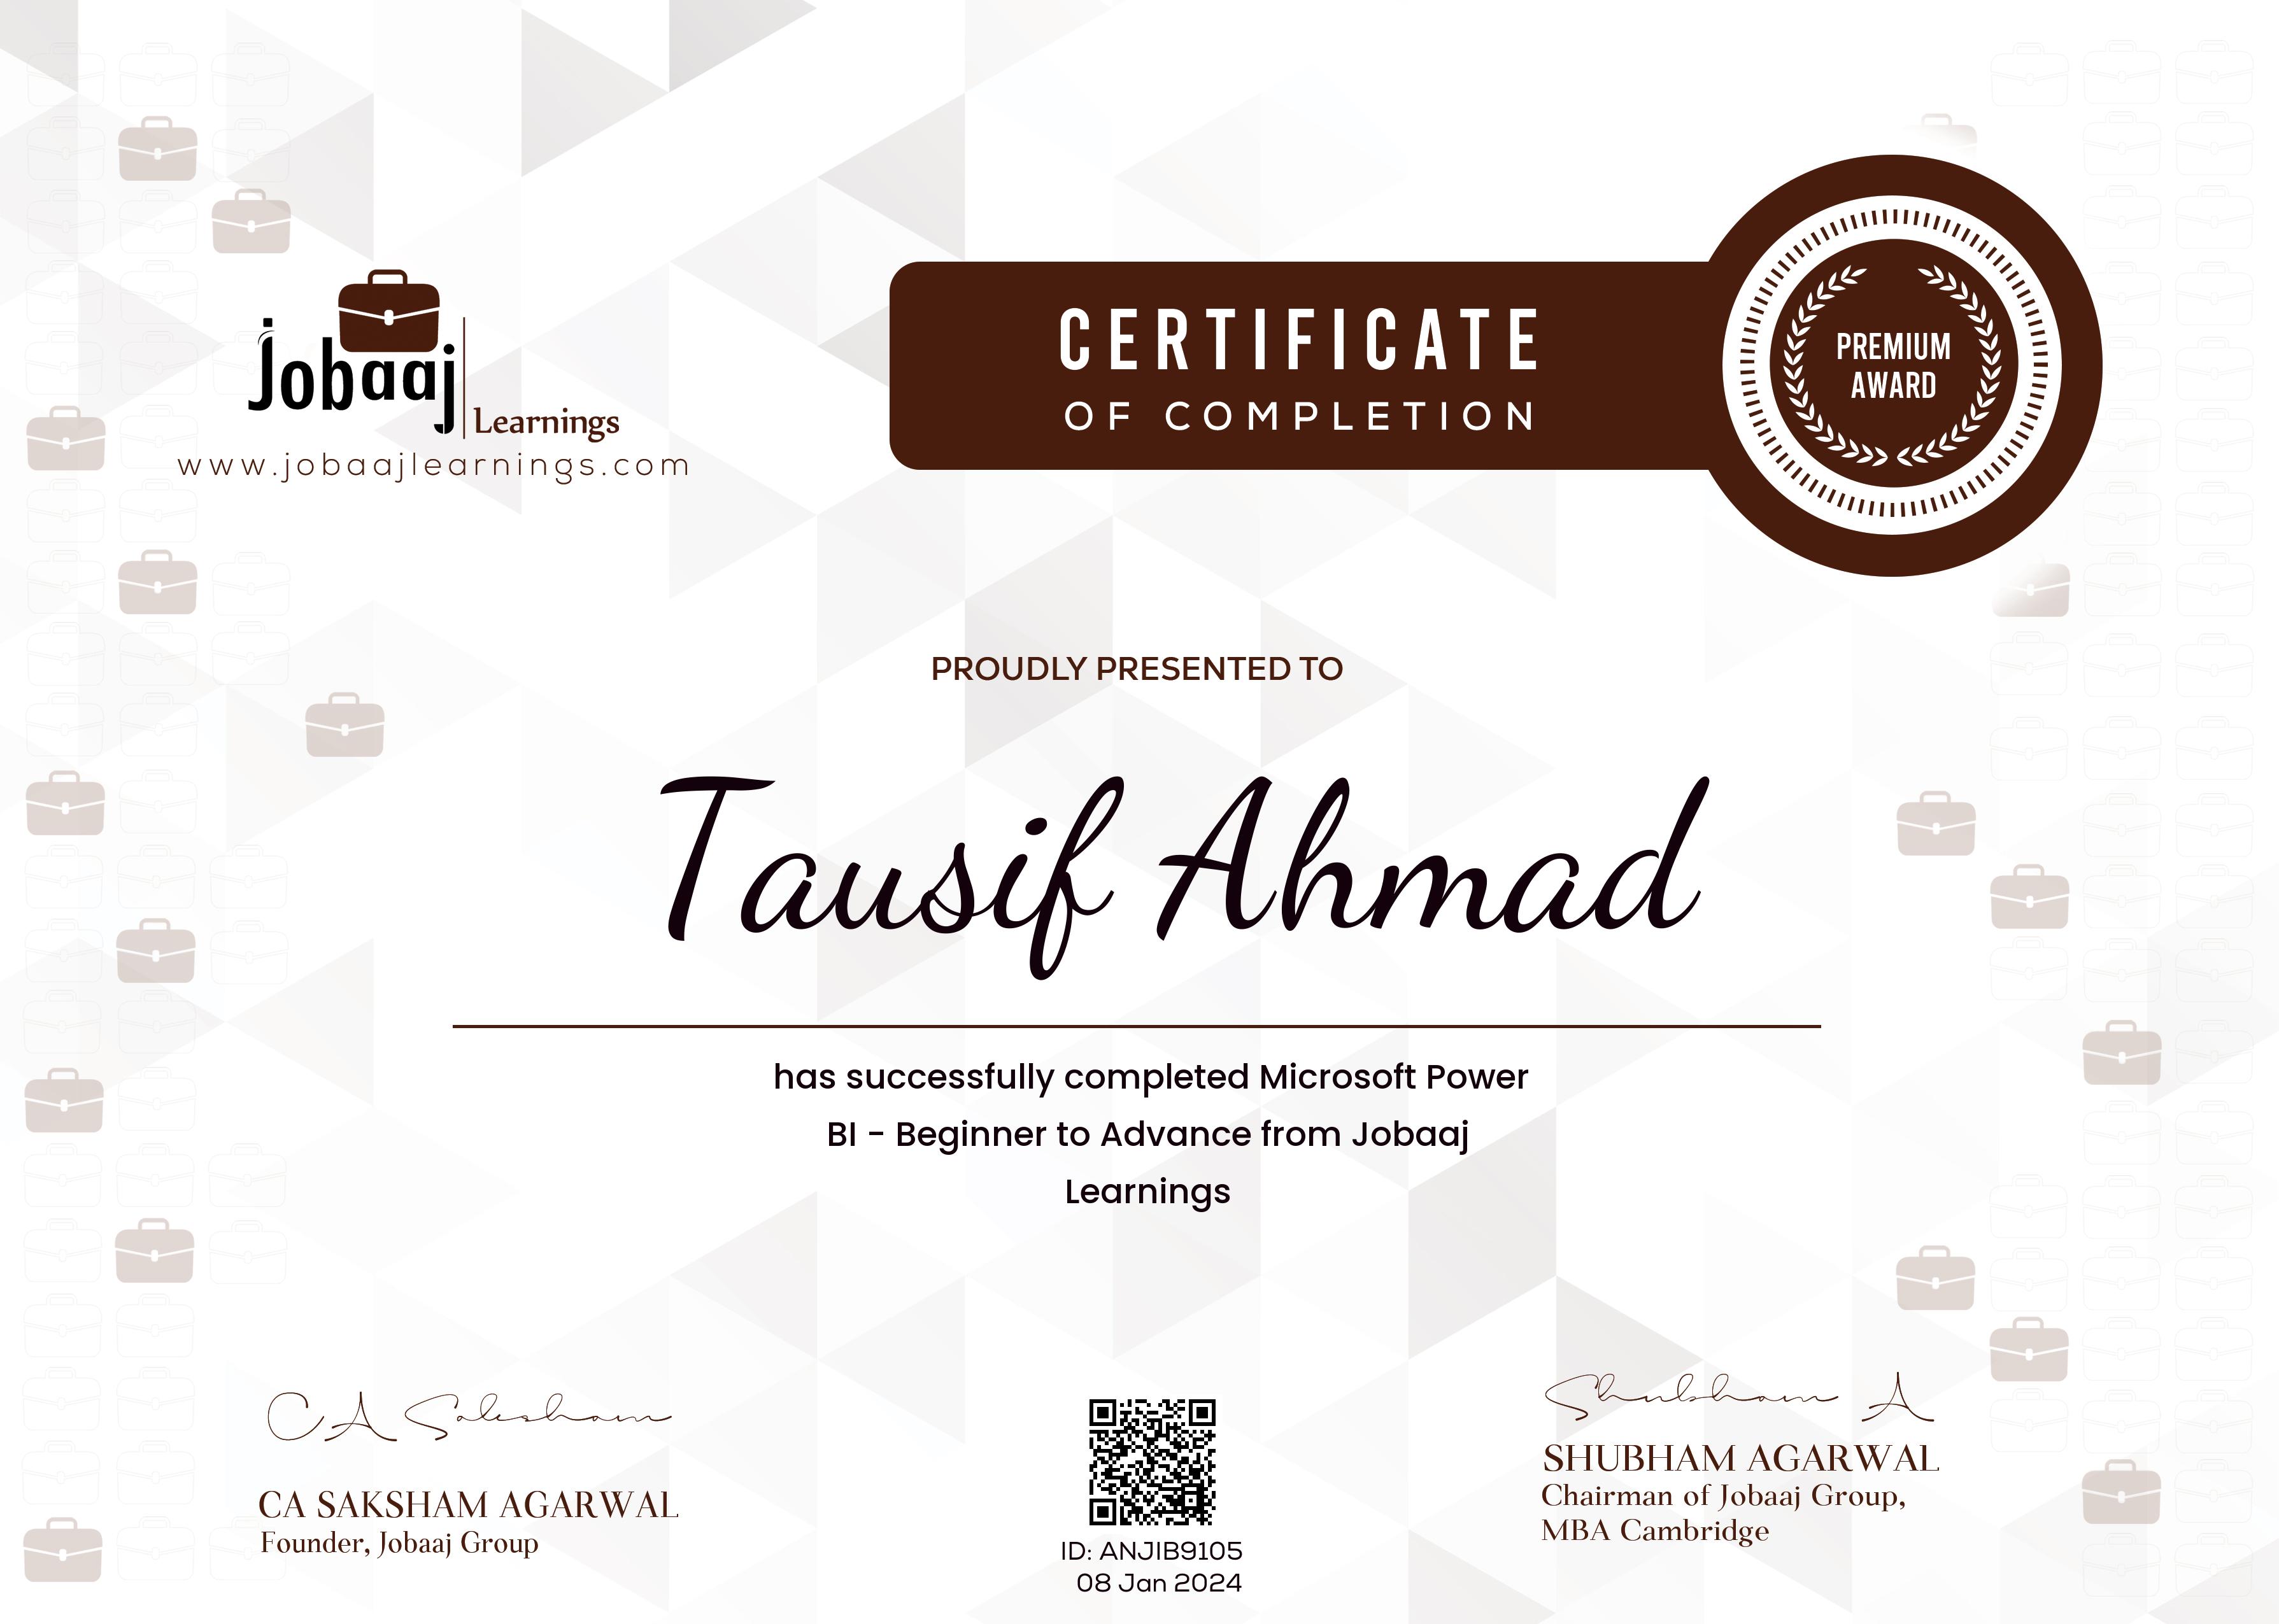 Jobaaj
Learnings
www.jobaajlearnings.com
CERTIFICATE
OF COMPLETION
PREMIUM
AWARD
PROUDLY PRESENTED TO
Tausif Ahmad
has successfully completed Microsoft Power
BI - Beginner to Advance from Jobaaj
Learnings
CA Saksham
CA SAKSHAM AGARWAL
Founder, Jobaaj Group
ID: ANJIB9105
08 Jan 2024
Shubham A
SHUBHAM AGARWAL
Chairman of Jobaaj Group,
MBA Cambridge